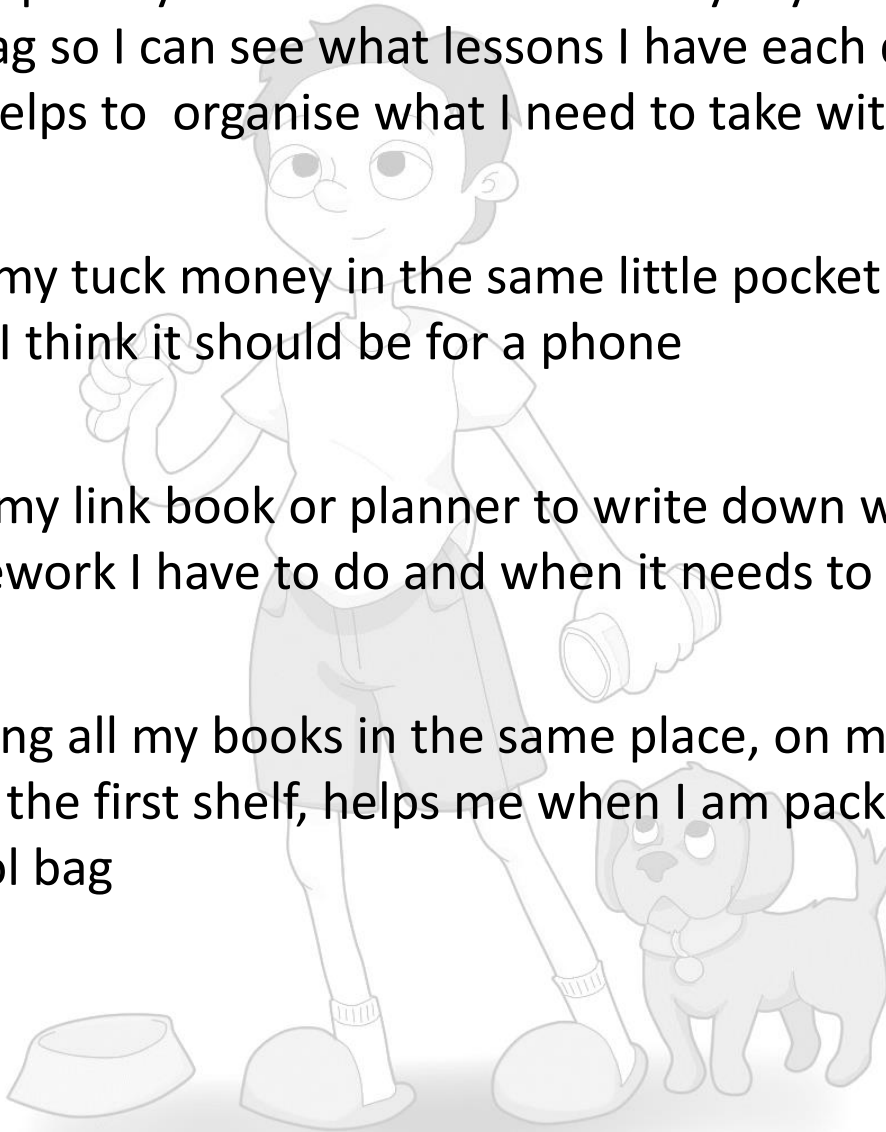 ag so I can see what lessons I have each
elps to  organise what I need to take wit
my tuck money in the same little pocket
I think it should be for a phone
my link book or planner to write down w
ework I have to do and when it needs to
ng all my books in the same place, on m
the first shelf, helps me when I am pack
ol bag